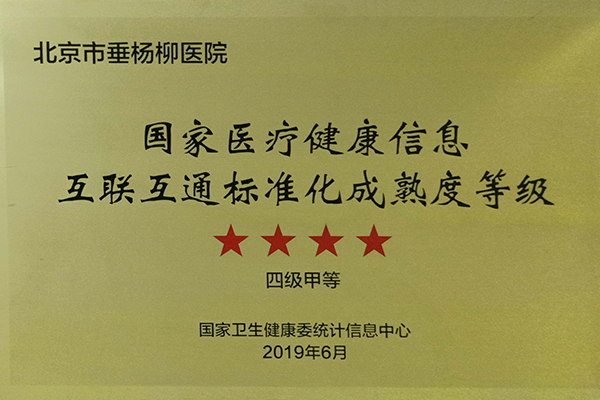 北京市垂杨柳医院
国家医疗健康信息
互联互通标准化成熟度等级
★★★★
四级甲等
国家卫生健康委统计信息中心
2019年6月